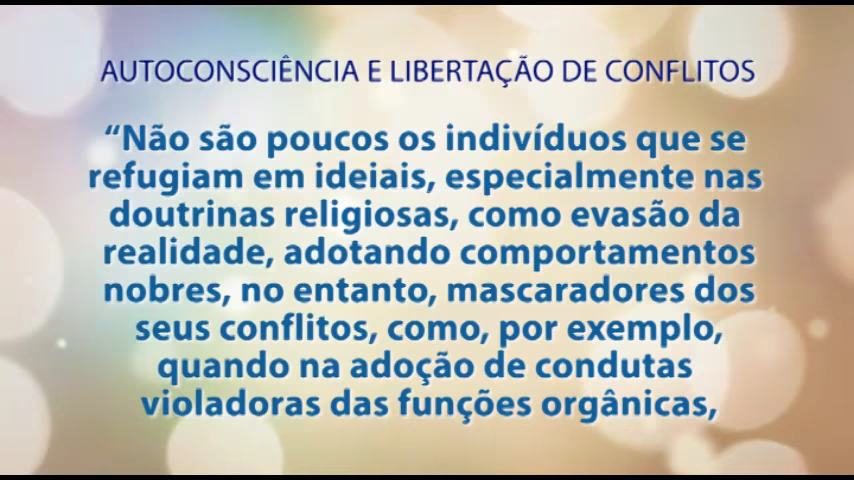 AUTOCONSCIÊNCIA E LIBERTAÇÃO DE CONFLITOS
“Não são poucos os indivíduos que se
refugiam em ideiais, especialmente nas
doutrinas religiosas, como evasão da
realidade, adotando comportamentos
nobres, no entanto, mascaradores dos
seus conflitos, como, por exemplo,
quando na adoção de condutas
violadoras das funções orgânicas,